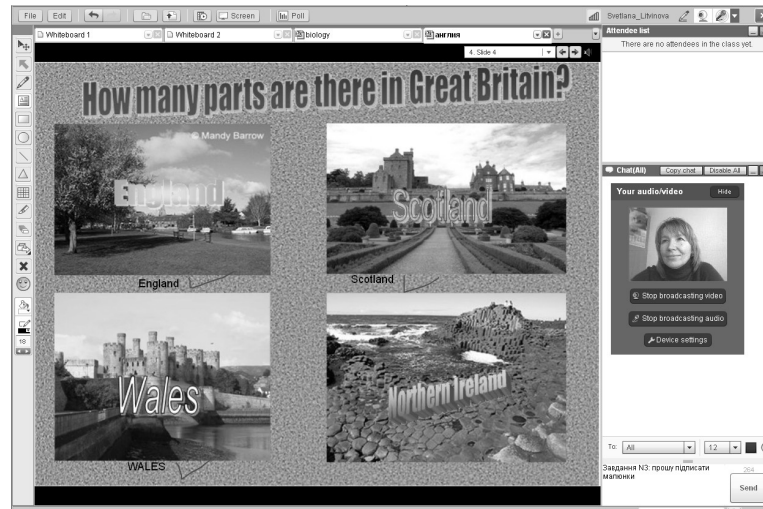 File
Edit
Screen
Poll
Svetlana_Litvinova
Whiteboard 1
Whiteboard 2
biology
англия
4. Slide 4
Attendee list
There are no attendees in the class yet.
How many parts are there in Great Britain?
© Mandy Barrow
England
Scotland
England
Scotland
Wales
Northern Ireland
WALES
18
Chat(All)
Copy chat
Disable All
Your audio/video
Hide
Stop broadcasting video
Stop broadcasting audio
Device settings
To:
All
12
Завдання N3: прошу підписати
малюнки
264
Send